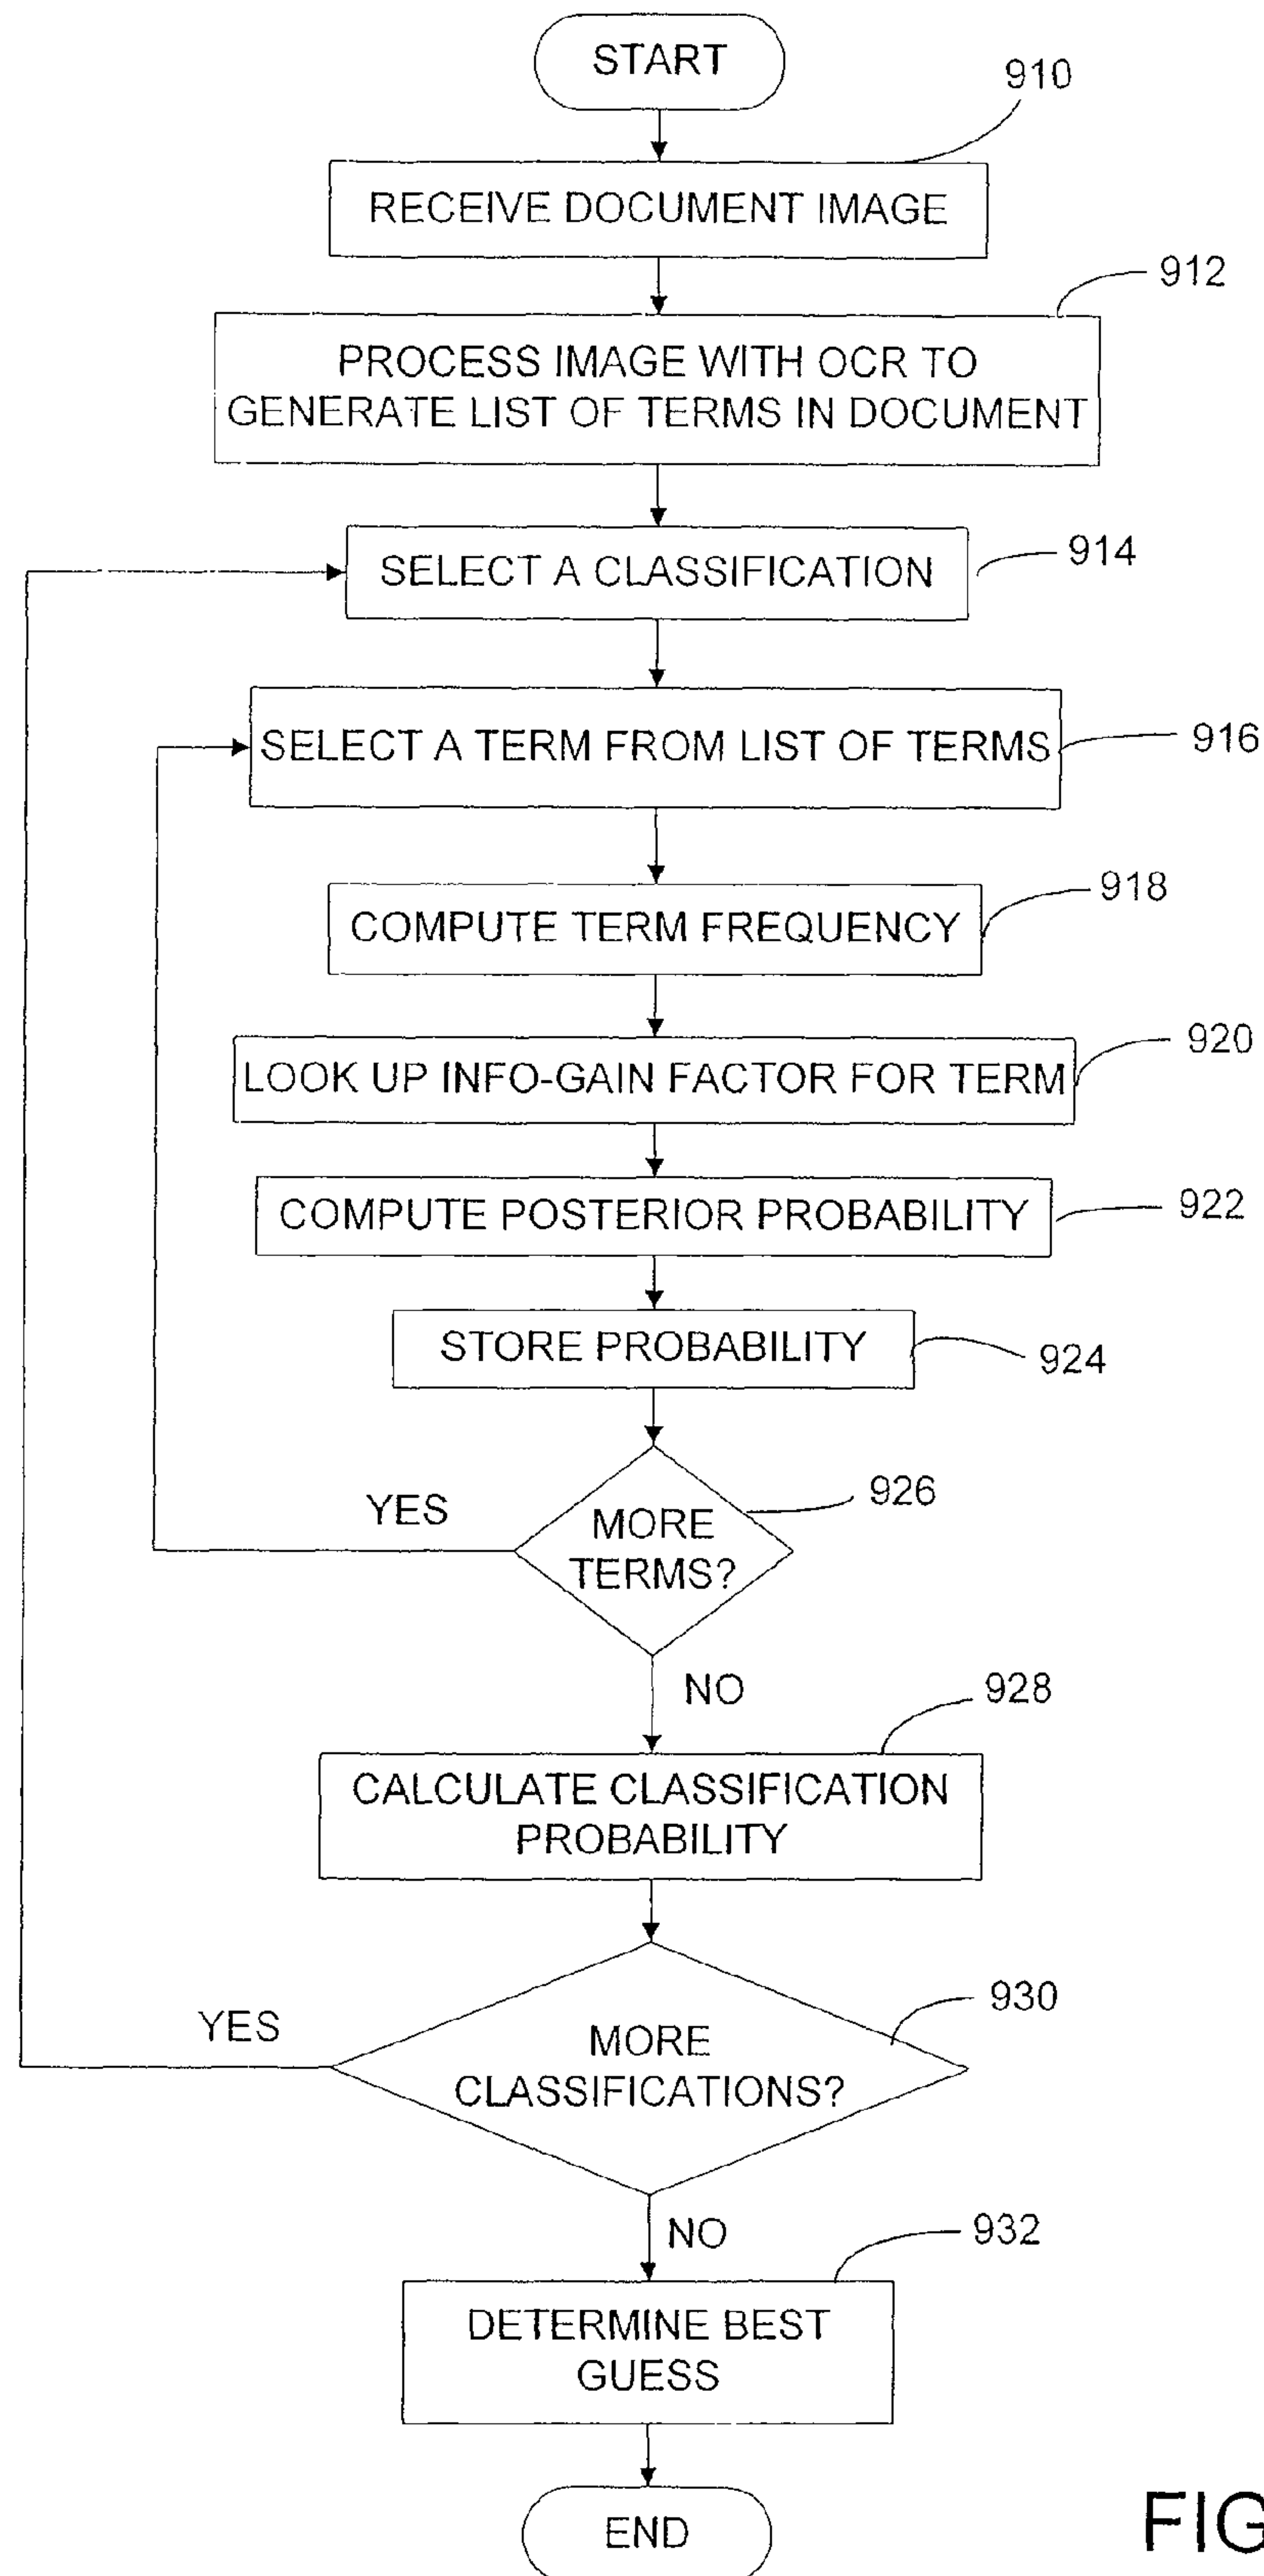 START
910
RECEIVE DOCUMENT IMAGE
912
PROCESS IMAGE WITH OCR TO
GENERATE LIST OF TERMS IN DOCUMENT
SELECT A CLASSIFICATION
914
SELECT A TERM FROM LIST OF TERMS
916
918
COMPUTE TERM FREQUENCY
920
LOOK UP INFO-GAIN FACTOR FOR TERM
COMPUTE POSTERIOR PROBABILITY
922
STORE PROBABILITY
924
926
YES
MORE
TERMS?
NO
928
CALCULATE CLASSIFICATION
PROBABILITY
930
YES
MORE
CLASSIFICATIONS?
NO
932
DETERMINE BEST
GUESS
FIG
END